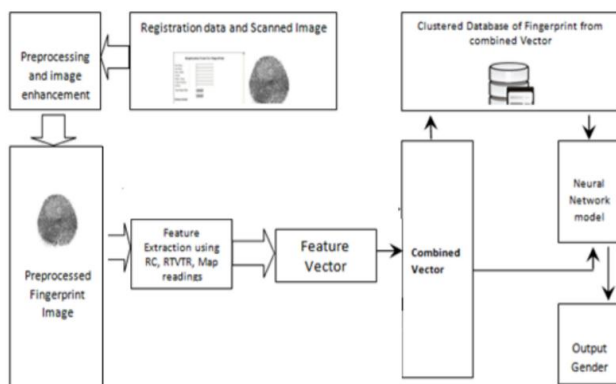 Registration data and Scanned Image
Preprocessing
and image
enhancement
Clustered Database of Fingerprint from
combined Vector
Preprocessed
Fingerprint
Image
Feature
Extraction using
RC, RTVTR, Map
readings
Feature
Vector
Combined
Vector
Neural
Network
model
Output
Gender